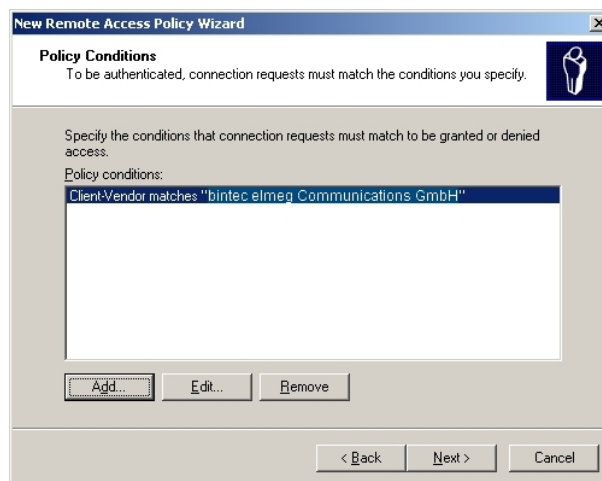 New Remote Access Policy Wizard
Policy Conditions
To be authenticated, connection requests must match the conditions you specify.
Specify the conditions that connection requests must match to be granted or denied
access.
Policy conditions:
Client-Vendor matches "bintec elmeg Communications GmbH"
Add... Edit... Remove
< Back Next > Cancel